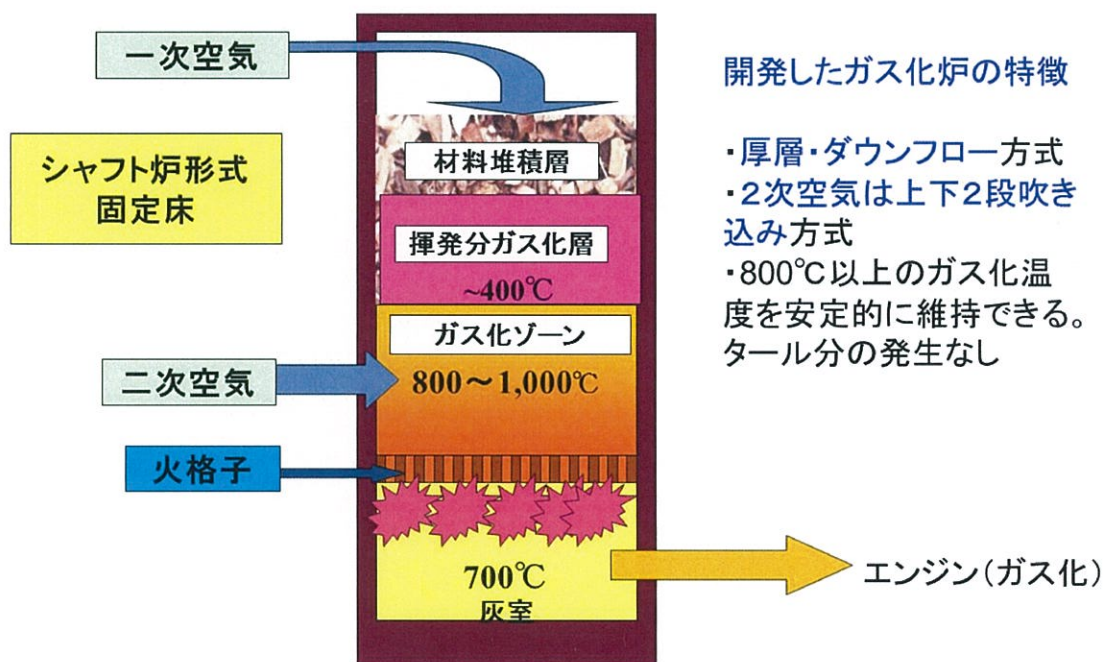 一次空気
シャフト炉形式
固定床
材料堆積層
揮発分ガス化層
~400℃
ガス化ゾーン
二次空気
800～1,000℃
火格子
700℃
灰室
エンジン（ガス化）
開発したガス化炉の特徴
・厚層・ダウンフロー方式
・２次空気は上下２段吹き
込み方式
・800℃以上のガス化温
度を安定的に維持できる。
タール分の発生なし